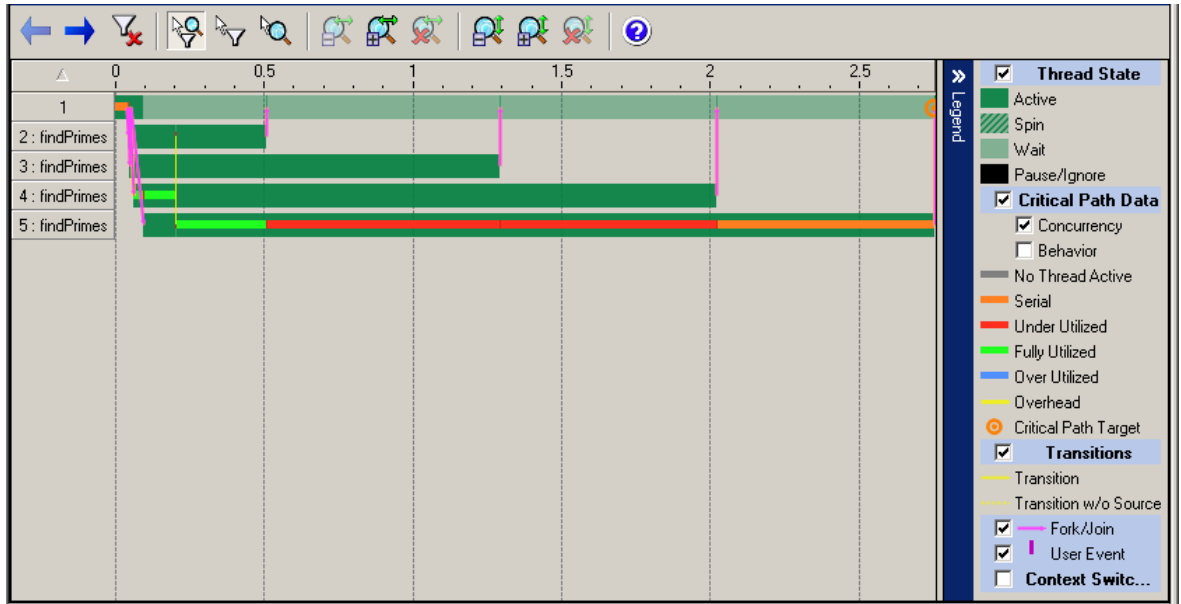 0 0.5 1 1.5 2 2.5
1
2 : findPrimes
3 : findPrimes
4 : findPrimes
5 : findPrimes
Legend
Thread State
Active
Spin
Wait
Pause/Ignore
Critical Path Data
Concurrency
Behavior
No Thread Active
Serial
Under Utilized
Fully Utilized
Over Utilized
Overhead
Critical Path Target
Transitions
Transition
Transition w/o Source
Fork/Join
User Event
Context Switc...